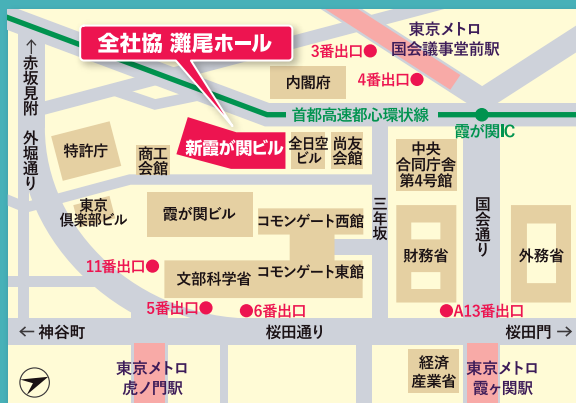 全社協 灘尾ホール
3番出口
東京メトロ
国会議事堂前駅
4番出口
内閣府
首都高速都心環状線
霞が関IC
←赤坂見附 外堀通り
特許庁
商工
会館
新霞が関ビル
全日空
ビル
尚友
会館
中央
合同庁舎
第4号館
東京
倶楽部ビル
霞が関ビル
コモンゲート西館
三年坂
国会通り
財務省
外務省
11番出口
文部科学省
コモンゲート東館
5番出口
6番出口
A13番出口
←神谷町
桜田通り
桜田門→
東京メトロ
虎ノ門駅
経済
産業省
東京メトロ
霞ケ関駅